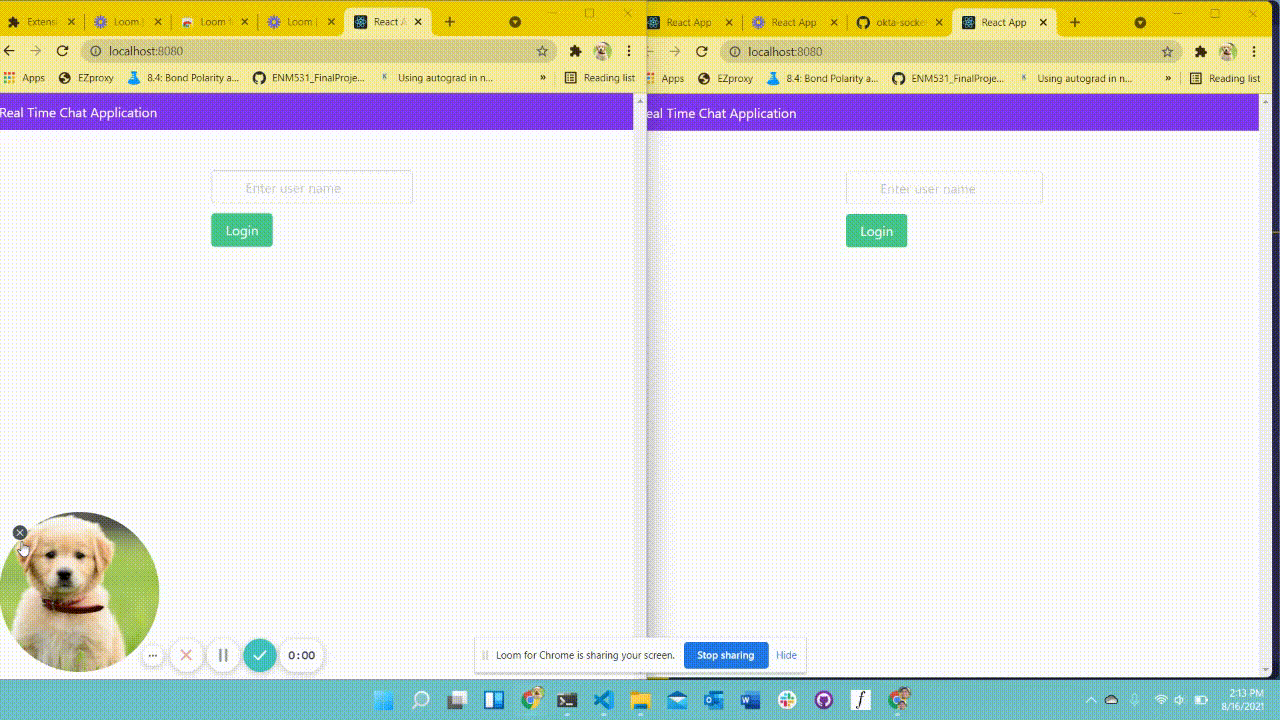 Extensi
Loom |
Loom f
Loom |
React A
localhost:8080
Apps
EZproxy
8.4: Bond Polarity a...
ENM531_FinalProje...
Using autograd in n...
»
Reading list
Real Time Chat Application
Enter user name
Login
React App
React App
okta-socke
React App
localhost:8080
Apps
EZproxy
8.4: Bond Polarity a...
ENM531_FinalProje...
Using autograd in n...
»
Reading list
eal Time Chat Application
Enter user name
Login
0:00
Loom for Chrome is sharing your screen.
Stop sharing
Hide
2:13 PM
8/16/2021